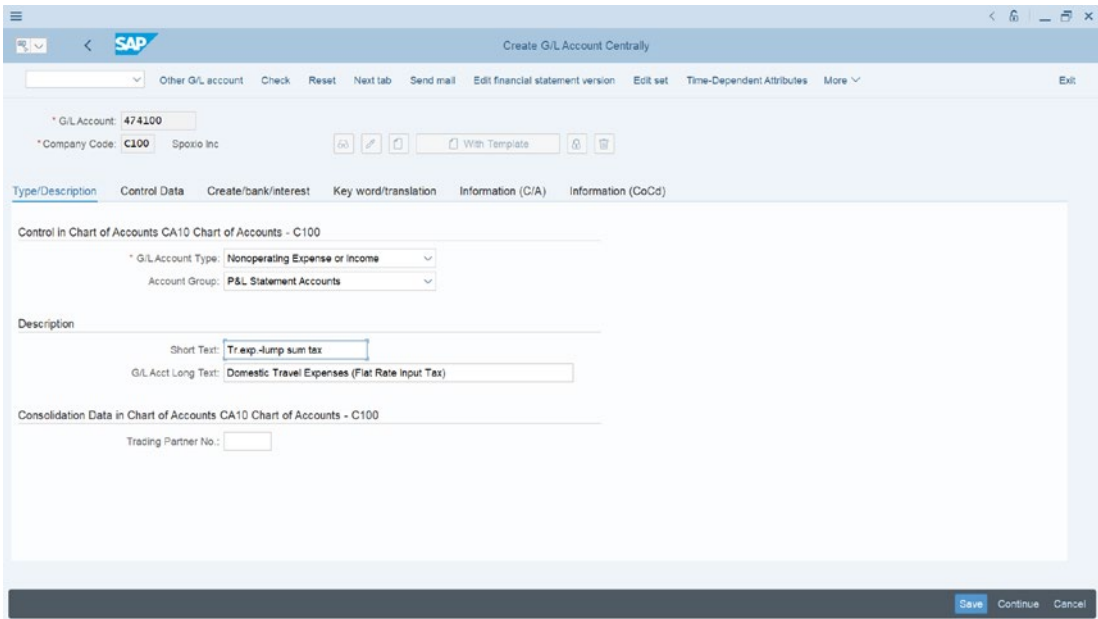 SAP Create G/L Account Centrally
Other G/L account Check Reset Next tab Send mail Edit financial statement version Edit set Time-Dependent Attributes More Exit
* G/L Account: 474100
* Company Code: C100 Spoxio Inc With Template
Type/Description Control Data Create/bank/interest Key word/translation Information (C/A) Information (CoCd)
Control in Chart of Accounts CA10 Chart of Accounts - C100
* G/L Account Type: Nonoperating Expense or Income
Account Group: P&L Statement Accounts
Description
Short Text: Tr.exp.-lump sum tax
G/L Acct Long Text: Domestic Travel Expenses (Flat Rate Input Tax)
Consolidation Data in Chart of Accounts CA10 Chart of Accounts - C100
Trading Partner No.:
Save Continue Cancel